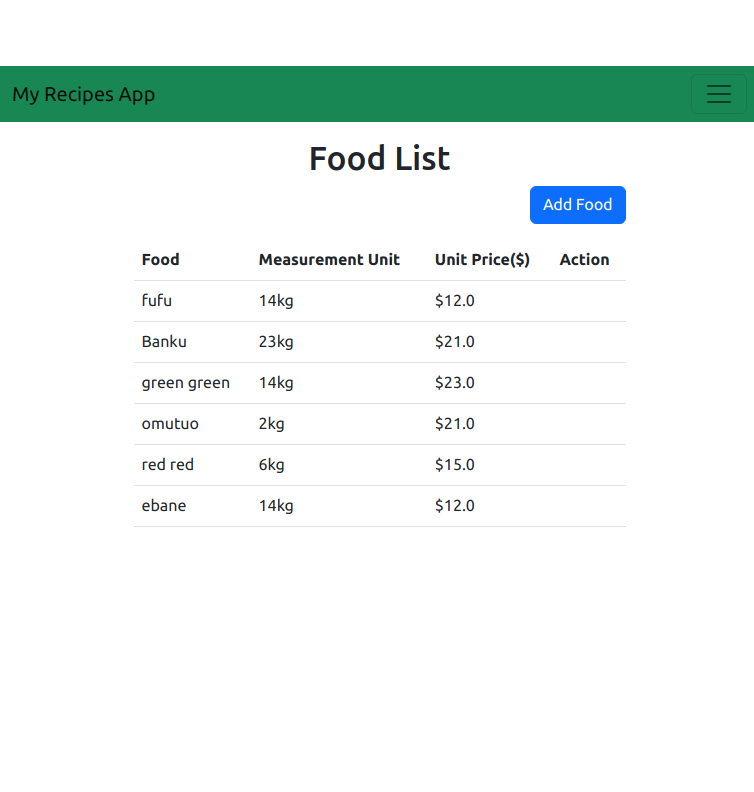 My Recipes App
Food List
Add Food
Food Measurement Unit Unit Price($) Action
fufu 14kg $12.0
Banku 23kg $21.0
green green 14kg $23.0
omutuo 2kg $21.0
red red 6kg $15.0
ebane 14kg $12.0